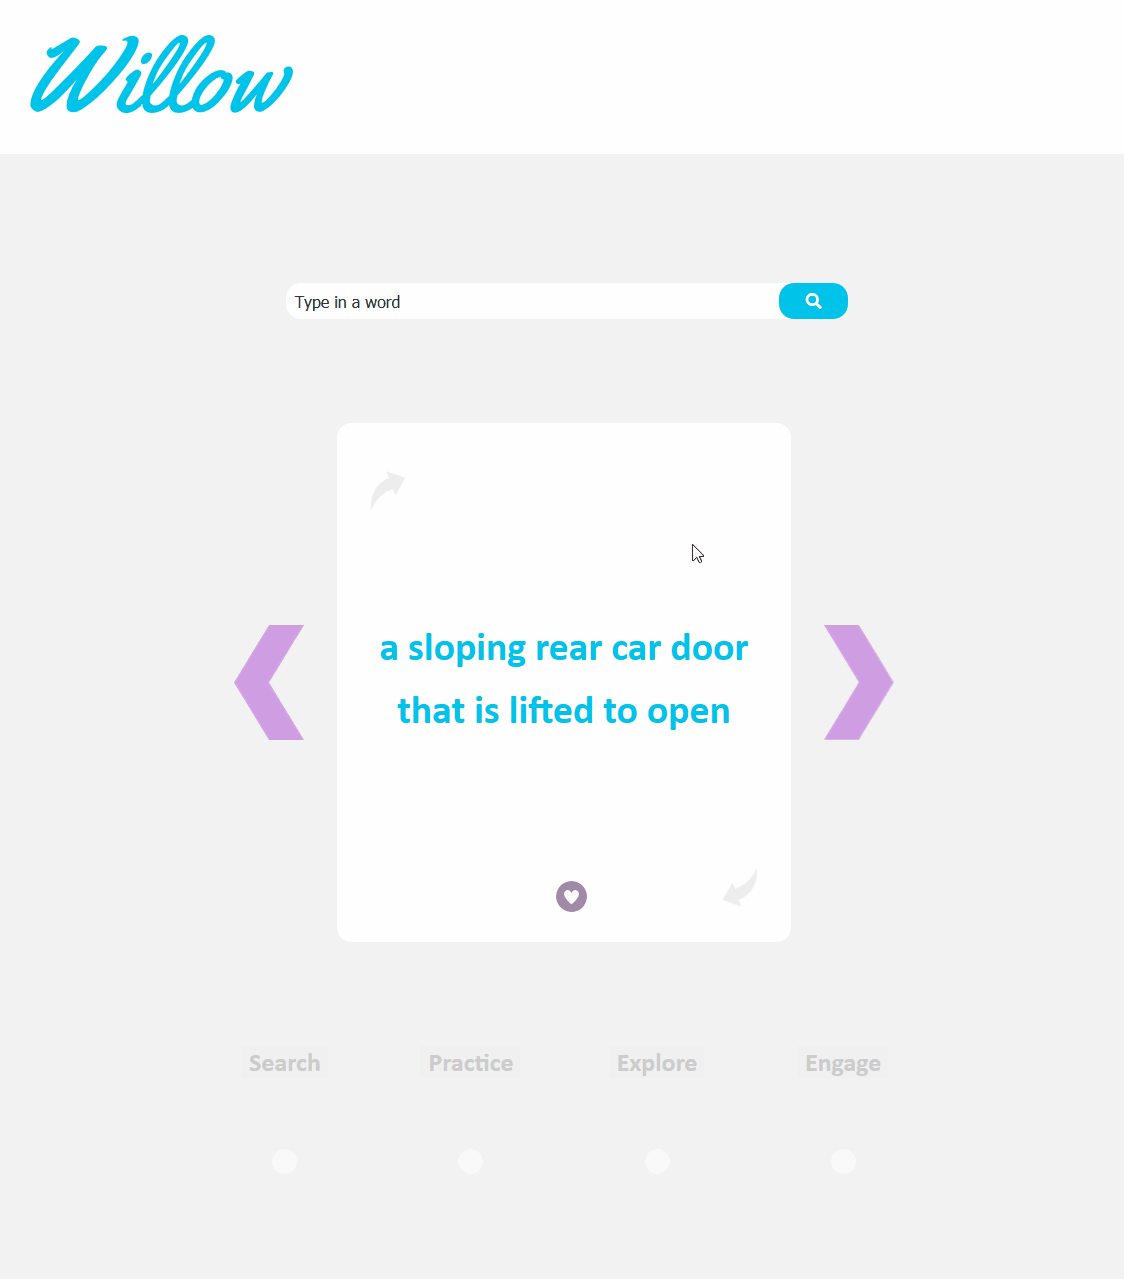 Willow
Type in a word
a sloping rear car door
that is lifted to open
Search
Practice
Explore
Engage